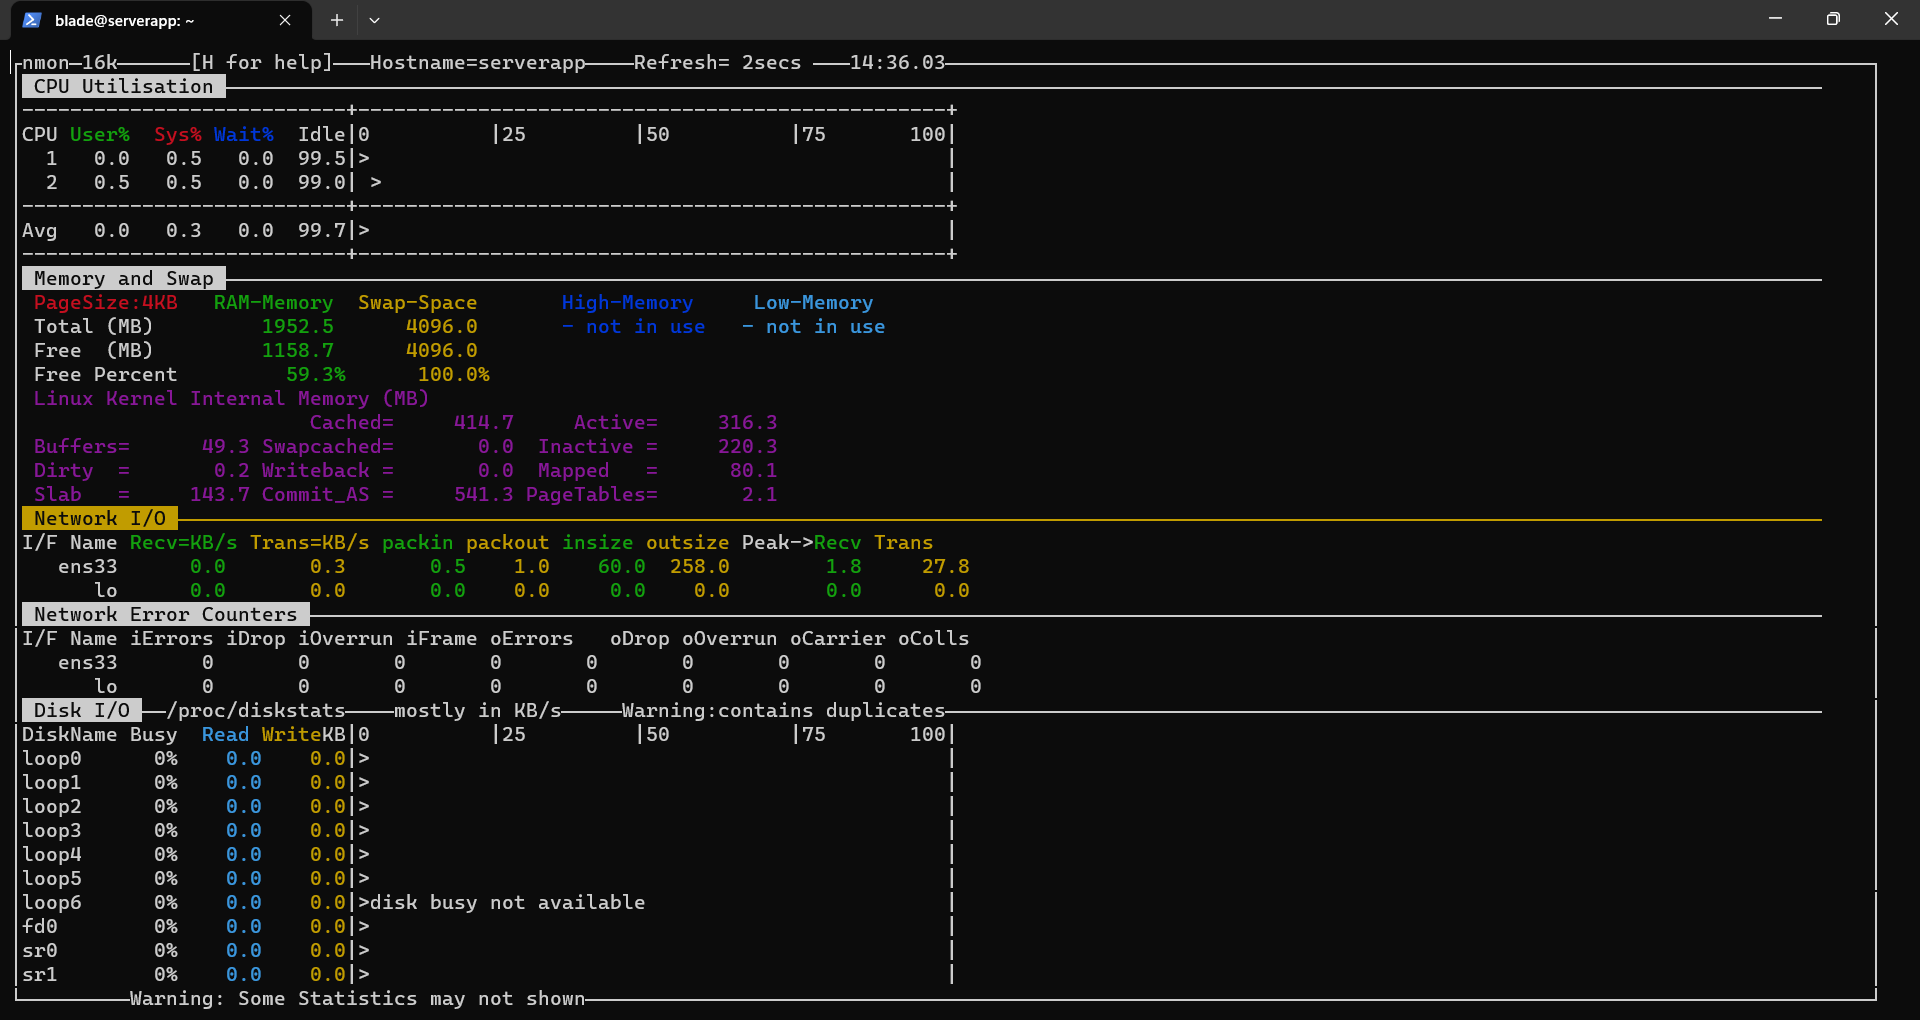 blade@serverapp: ~
nmon-16k [H for help] Hostname=serverapp Refresh= 2secs 14:36.03
CPU Utilisation
---------------------------+-------------------------------------------------+
CPU User%  Sys% Wait%  Idle|0          |25         |50          |75       100|
  1   0.0   0.5   0.0  99.5|>                                                |
  2   0.5   0.5   0.0  99.0| >                                               |
---------------------------+-------------------------------------------------+
Avg   0.0   0.3   0.0  99.7|>                                                |
---------------------------+-------------------------------------------------+
Memory and Swap
PageSize:4KB   RAM-Memory  Swap-Space       High-Memory     Low-Memory
Total (MB)         1952.5      4096.0       - not in use   - not in use
Free  (MB)         1158.7      4096.0
Free Percent         59.3%      100.0%
Linux Kernel Internal Memory (MB)
Cached=     414.7     Active=     316.3
Buffers=      49.3 Swapcached=       0.0  Inactive =     220.3
Dirty  =       0.2 Writeback =       0.0  Mapped   =      80.1
Slab   =     143.7 Commit_AS =     541.3 PageTables=       2.1
Network I/O
I/F Name Recv=KB/s Trans=KB/s packin packout insize outsize Peak->Recv Trans
ens33      0.0       0.3       0.5    1.0    60.0  258.0        1.8     27.8
lo      0.0       0.0       0.0    0.0     0.0    0.0        0.0      0.0
Network Error Counters
I/F Name iErrors iDrop iOverrun iFrame oErrors   oDrop oOverrun oCarrier oColls
ens33       0       0       0       0       0       0       0       0       0
lo       0       0       0       0       0       0       0       0       0
Disk I/O /proc/diskstats mostly in KB/s Warning:contains duplicates
DiskName Busy  Read WriteKB|0          |25         |50          |75       100|
loop0      0%    0.0    0.0|>                                                |
loop1      0%    0.0    0.0|>                                                |
loop2      0%    0.0    0.0|>                                                |
loop3      0%    0.0    0.0|>                                                |
loop4      0%    0.0    0.0|>                                                |
loop5      0%    0.0    0.0|>                                                |
loop6      0%    0.0    0.0|>disk busy not available                         |
fd0        0%    0.0    0.0|>                                                |
sr0        0%    0.0    0.0|>                                                |
sr1        0%    0.0    0.0|>                                                |
Warning: Some Statistics may not shown